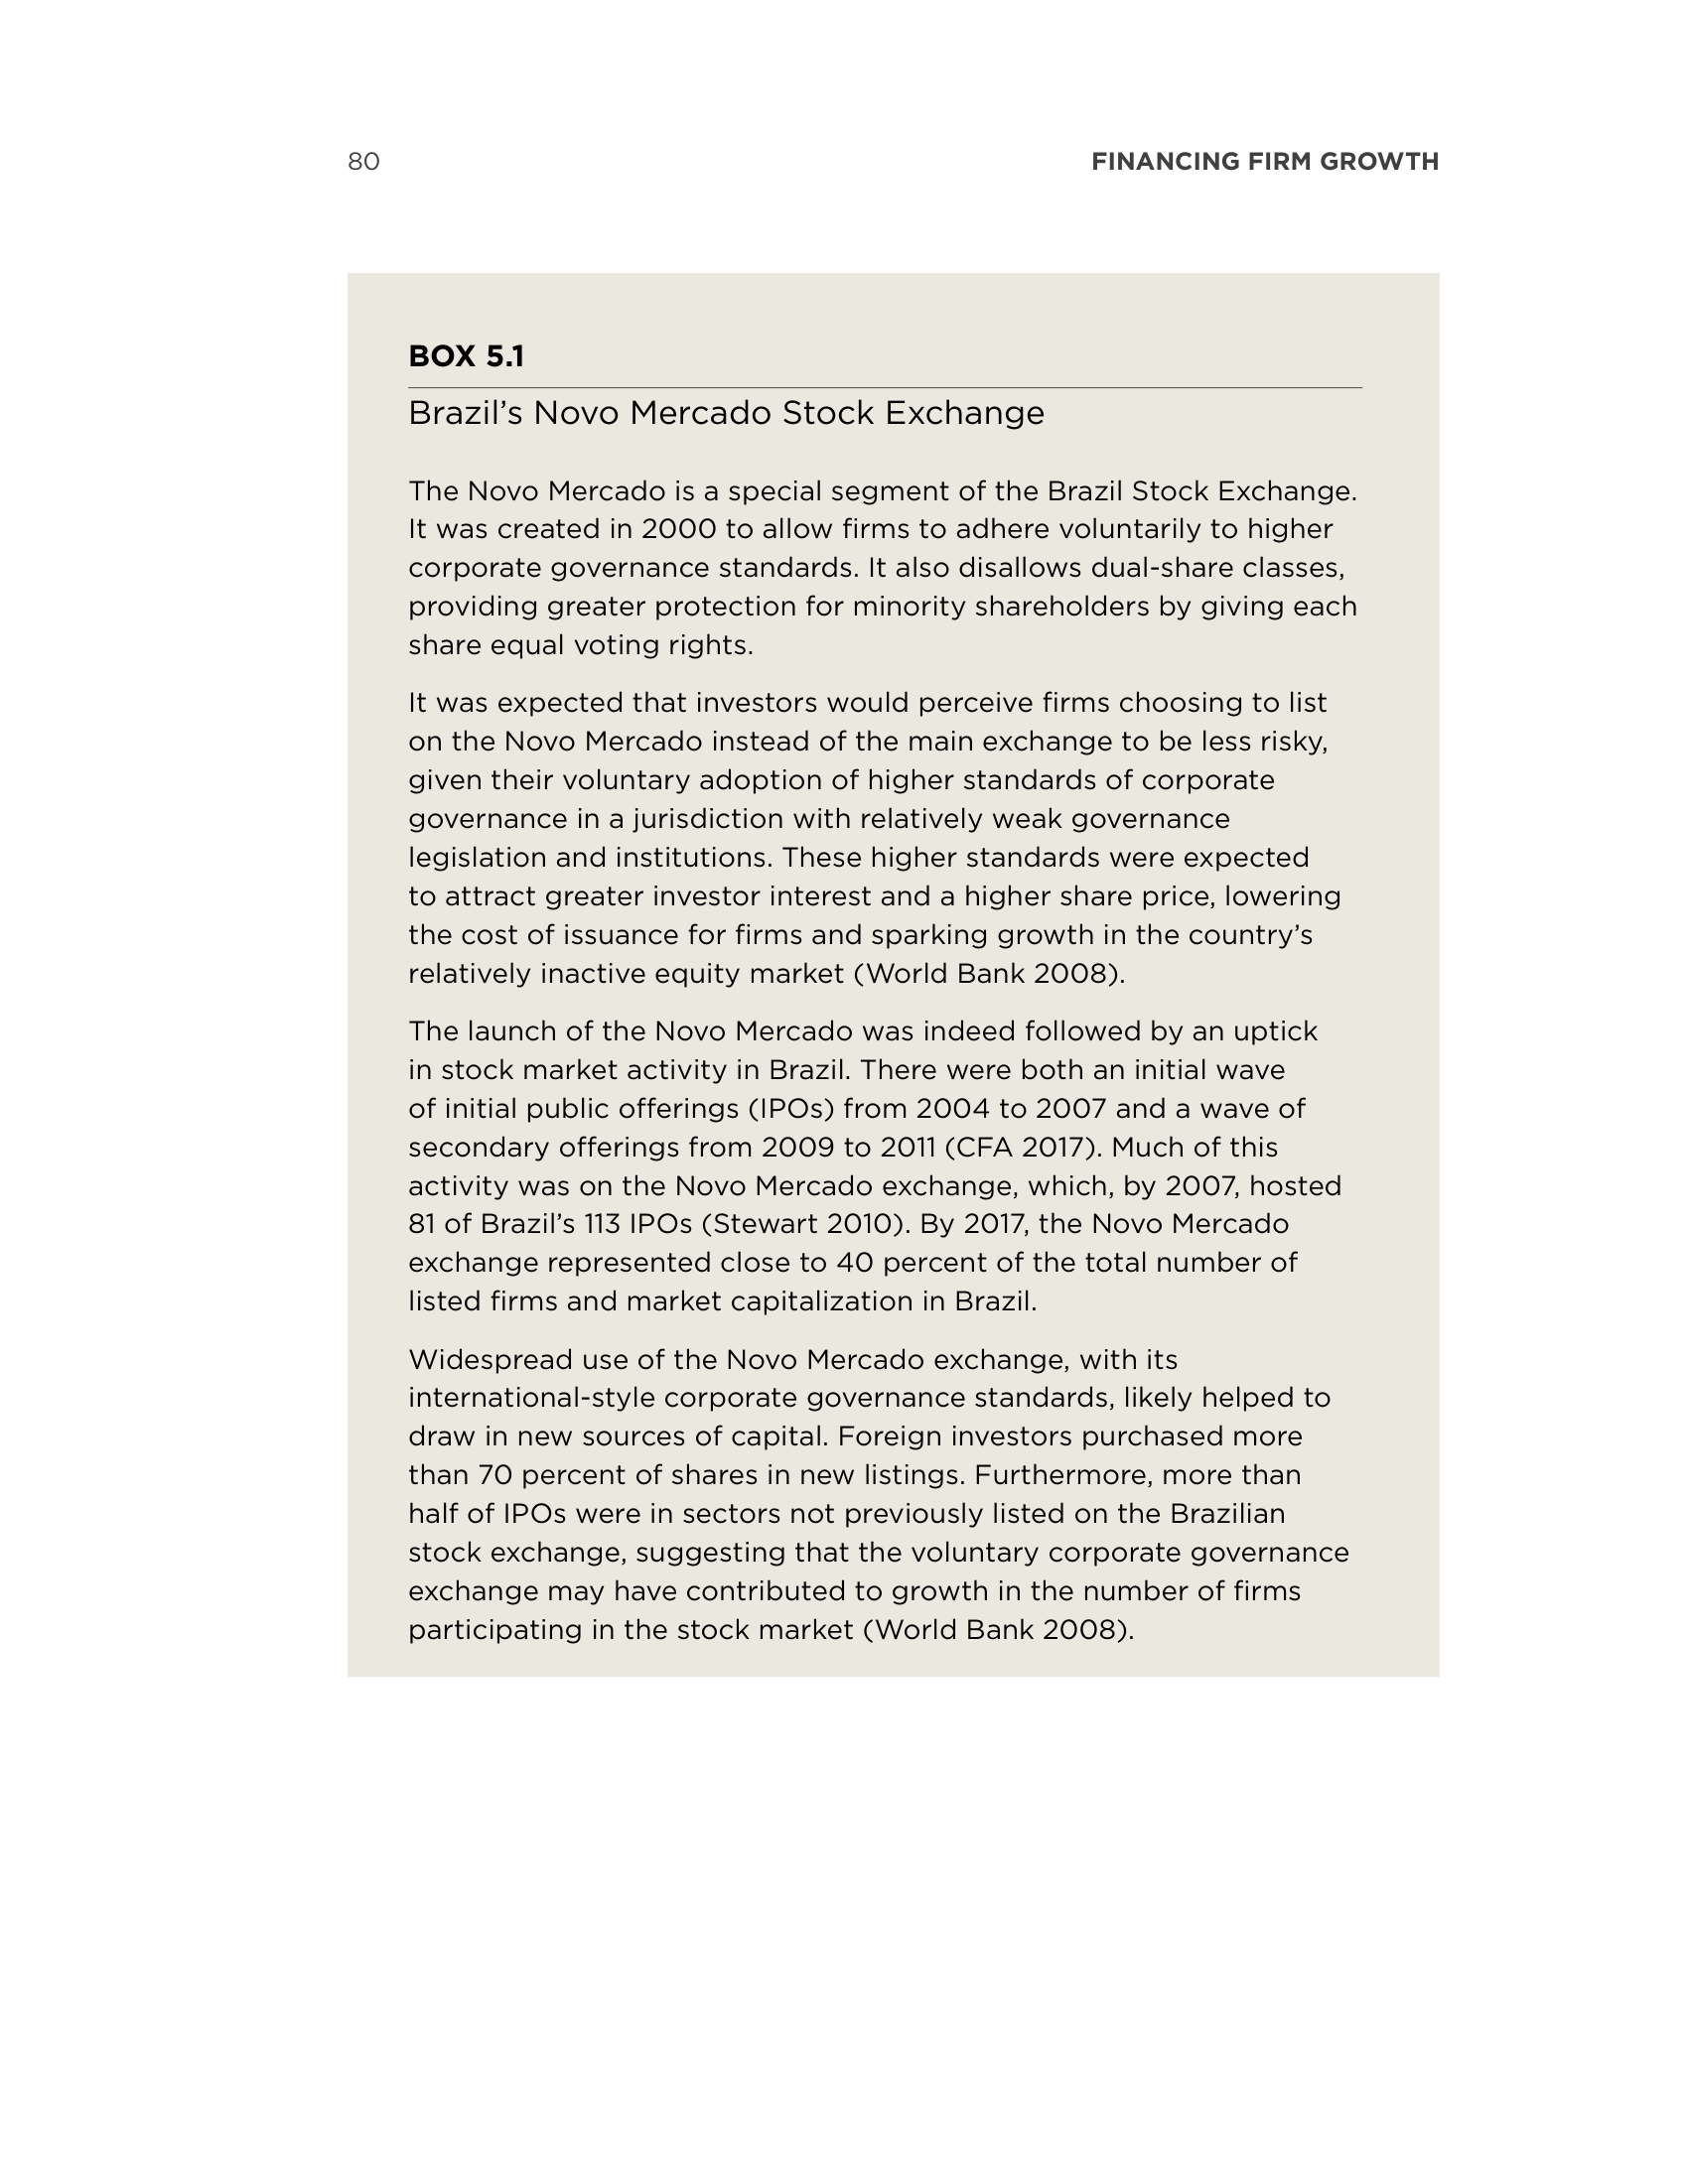 80
FINANCING FIRM GROWTH
BOX 5.1
Brazil’s Novo Mercado Stock Exchange
The Novo Mercado is a special segment of the Brazil Stock Exchange.
It was created in 2000 to allow firms to adhere voluntarily to higher
corporate governance standards. It also disallows dual-share classes,
providing greater protection for minority shareholders by giving each
share equal voting rights.
It was expected that investors would perceive firms choosing to list
on the Novo Mercado instead of the main exchange to be less risky,
given their voluntary adoption of higher standards of corporate
governance in a jurisdiction with relatively weak governance
legislation and institutions. These higher standards were expected
to attract greater investor interest and a higher share price, lowering
the cost of issuance for firms and sparking growth in the country’s
relatively inactive equity market (World Bank 2008).
The launch of the Novo Mercado was indeed followed by an uptick
in stock market activity in Brazil. There were both an initial wave
of initial public offerings (IPOs) from 2004 to 2007 and a wave of
secondary offerings from 2009 to 2011 (CFA 2017). Much of this
activity was on the Novo Mercado exchange, which, by 2007, hosted
81 of Brazil’s 113 IPOs (Stewart 2010). By 2017, the Novo Mercado
exchange represented close to 40 percent of the total number of
listed firms and market capitalization in Brazil.
Widespread use of the Novo Mercado exchange, with its
international-style corporate governance standards, likely helped to
draw in new sources of capital. Foreign investors purchased more
than 70 percent of shares in new listings. Furthermore, more than
half of IPOs were in sectors not previously listed on the Brazilian
stock exchange, suggesting that the voluntary corporate governance
exchange may have contributed to growth in the number of firms
participating in the stock market (World Bank 2008).